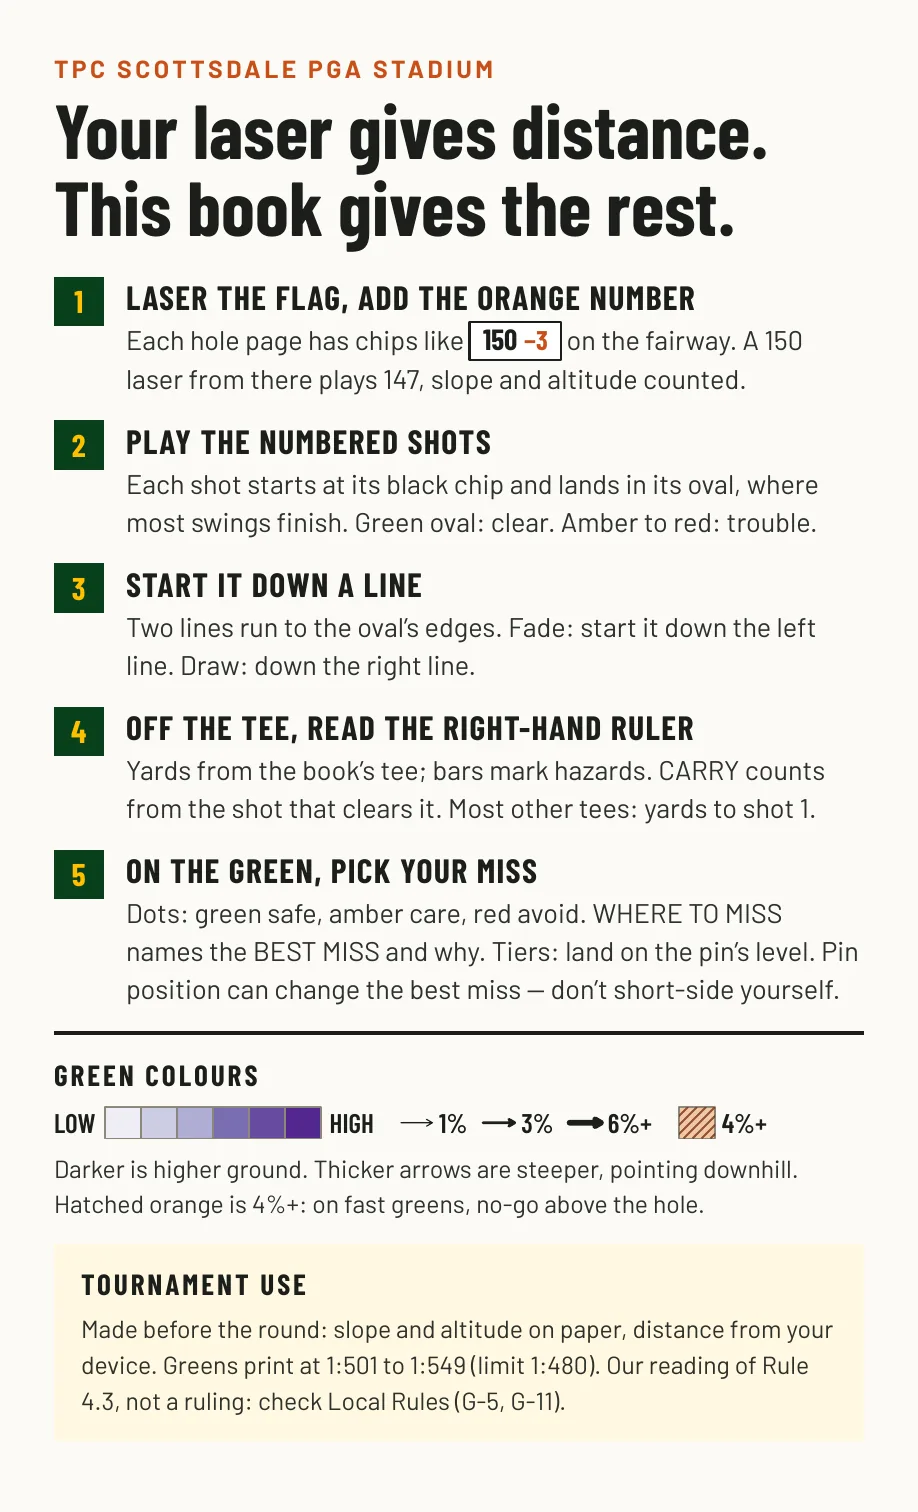 TPC SCOTTSDALE PGA STADIUM
Your laser gives distance.
This book gives the rest.
1 LASER THE FLAG, ADD THE ORANGE NUMBER
Each hole page has chips like 150 –3 on the fairway. A 150
laser from there plays 147, slope and altitude counted.
2 PLAY THE NUMBERED SHOTS
Each shot starts at its black chip and lands in its oval, where
most swings finish. Green oval: clear. Amber to red: trouble.
3 START IT DOWN A LINE
Two lines run to the oval’s edges. Fade: start it down the left
line. Draw: down the right line.
4 OFF THE TEE, READ THE RIGHT-HAND RULER
Yards from the book’s tee; bars mark hazards. CARRY counts
from the shot that clears it. Most other tees: yards to shot 1.
5 ON THE GREEN, PICK YOUR MISS
Dots: green safe, amber care, red avoid. WHERE TO MISS
names the BEST MISS and why. Tiers: land on the pin’s level. Pin
position can change the best miss — don’t short-side yourself.
GREEN COLOURS
LOW HIGH 1% 3% 6%+ 4%+
Darker is higher ground. Thicker arrows are steeper, pointing downhill.
Hatched orange is 4%+: on fast greens, no-go above the hole.
TOURNAMENT USE
Made before the round: slope and altitude on paper, distance from your
device. Greens print at 1:501 to 1:549 (limit 1:480). Our reading of Rule
4.3, not a ruling: check Local Rules (G-5, G-11).